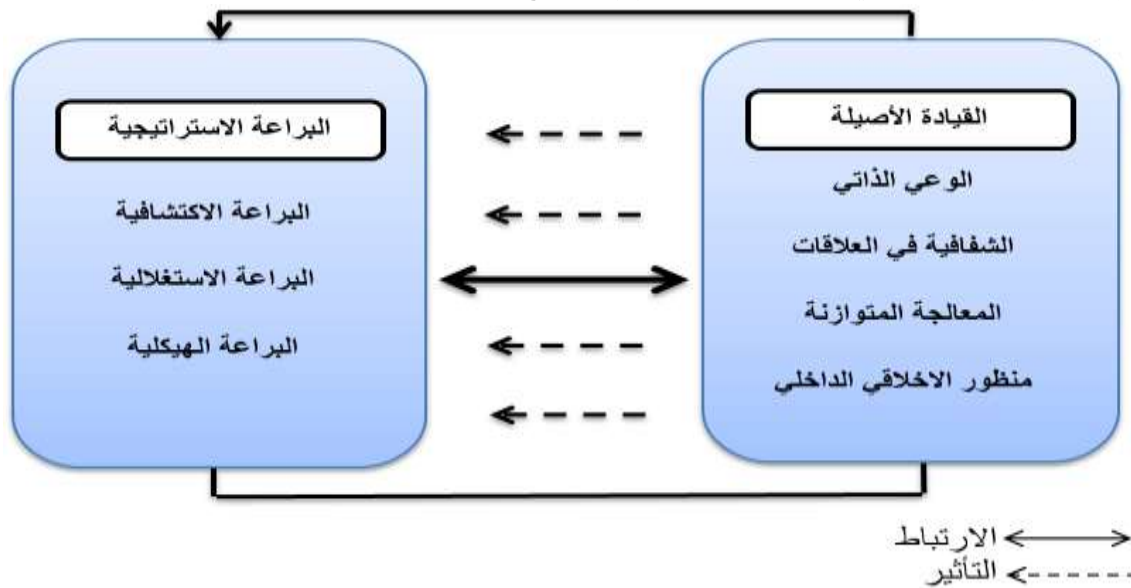 القيادة الأصيلة
الوعي الذاتي
الشفافية في العلاقات
المعالجة المتوازنة
منظور الاخلاقي الداخلي
البراعة الاستراتيجية
البراعة الاكتشافية
البراعة الاستغلالية
البراعة الهيكلية
الارتباط
التأثير